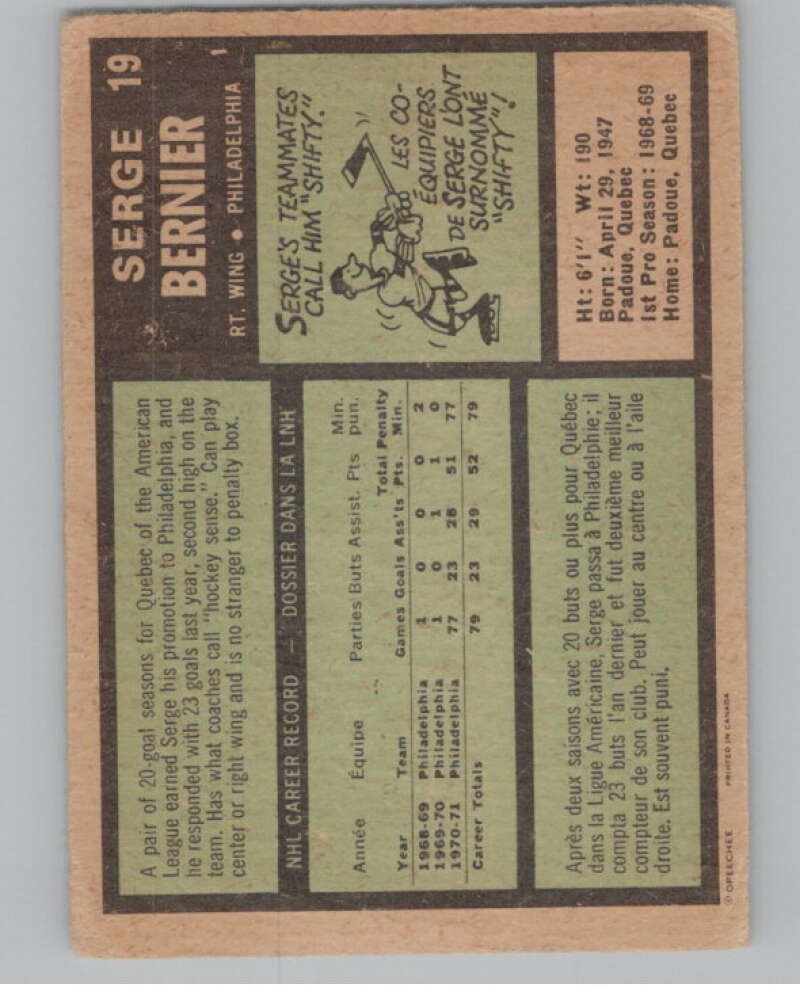 SERGE 19
BERNIER
RT. WING • PHILADELPHIA
SERGE'S TEAMMATES
CALL HIM "SHIFTY."
LES CO-
ÉQUIPIERS
DE SERGE L'ONT
SURNOMMÉ
"SHIFTY"!
Ht: 6'1" Wt: 190
Born: April 29, 1947
Padoue, Quebec
1st Pro Season: 1968-69
Home: Padoue, Quebec
A pair of 20-goal seasons for Quebec of the American
League earned Serge his promotion to Philadelphia, and
he responded with 23 goals last year, second high on the
team. Has what coaches call "hockey sense." Can play
center or right wing and is no stranger to penalty box.
NHL CAREER RECORD — DOSSIER DANS LA LNH
Année Équipe Parties Buts Assist. Pts Min. pun.
Year Team Games Goals Ass'ts Total Pts. Penalty Min.
1968-69 Philadelphia 1 0 0 0 2
1969-70 Philadelphia 1 0 1 1 0
1970-71 Philadelphia 77 23 28 51 77
Career Totals 79 23 29 52 79
Après deux saisons avec 20 buts ou plus pour Québec
dans la Ligue Américaine, Serge passa à Philadelphie; il
compta 23 buts l'an dernier et fut deuxième meilleur
compteur de son club. Peut jouer au centre ou à l'aile
droite. Est souvent puni.
© OPEECHEE PRINTED IN CANADA